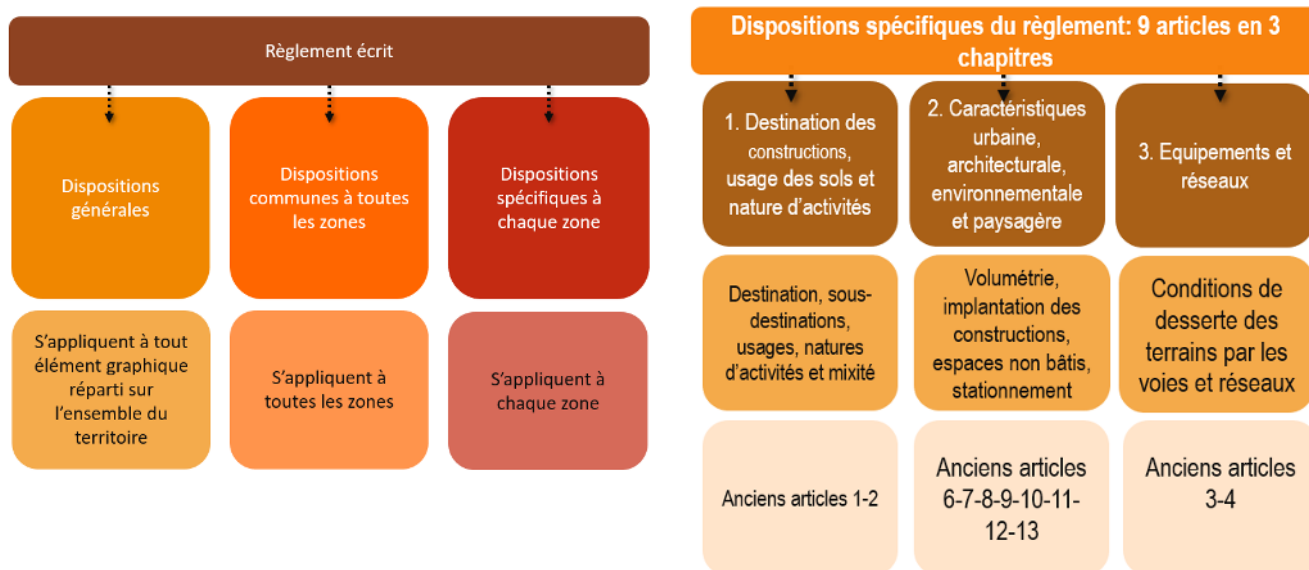 Règlement écrit
Dispositions
générales
Dispositions
communes à toutes
les zones
Dispositions
spécifiques à
chaque zone
S’appliquent à tout
élément graphique
réparti sur
l’ensemble du
territoire
S’appliquent à
toutes les zones
S’appliquent à
chaque zone
Dispositions spécifiques du règlement: 9 articles en 3
chapitres
1. Destination des
constructions,
usage des sols et
nature d’activités
2. Caractéristiques
urbaine,
architecturale,
environnementale
et paysagère
3. Equipements et
réseaux
Destination, sous-
destinations,
usages, natures
d’activités et mixité
Volumétrie,
implantation des
constructions,
espaces non bâtis,
stationnement
Conditions de
desserte des
terrains par les
voies et réseaux
Anciens articles 1-2
Anciens articles
6-7-8-9-10-11-
12-13
Anciens articles
3-4